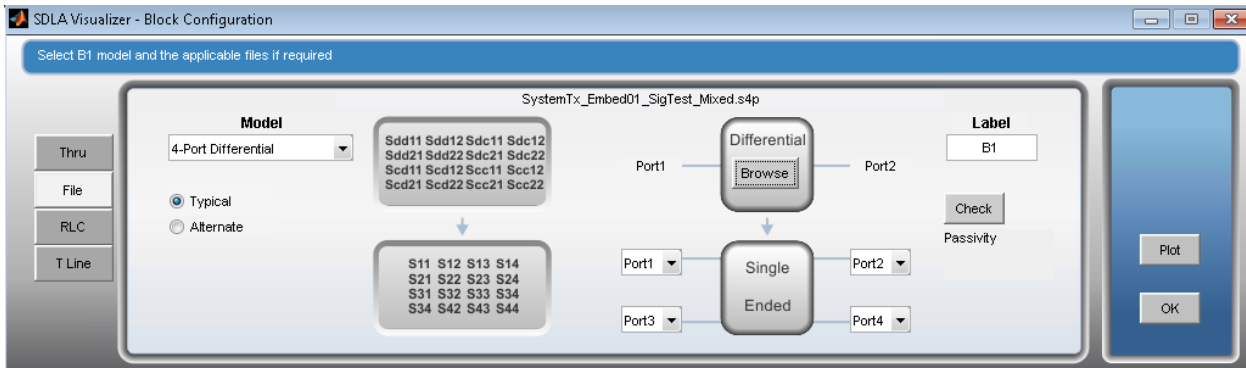 SDLA Visualizer - Block Configuration
Select B1 model and the applicable files if required
SystemTx_Embed01_SigTest_Mixed.s4p
Thru
File
RLC
T Line
Model
4-Port Differential
Typical
Alternate
Sdd11 Sdd12 Sdc11 Sdc12
Sdd21 Sdd22 Sdc21 Sdc22
Scd11 Scd12 Scc11 Scc12
Scd21 Scd22 Scc21 Scc22
S11 S12 S13 S14
S21 S22 S23 S24
S31 S32 S33 S34
S34 S42 S43 S44
Port1
Differential
Browse
Port2
Port1
Port3
Single
Ended
Port2
Port4
Label
B1
Check
Passivity
Plot
OK